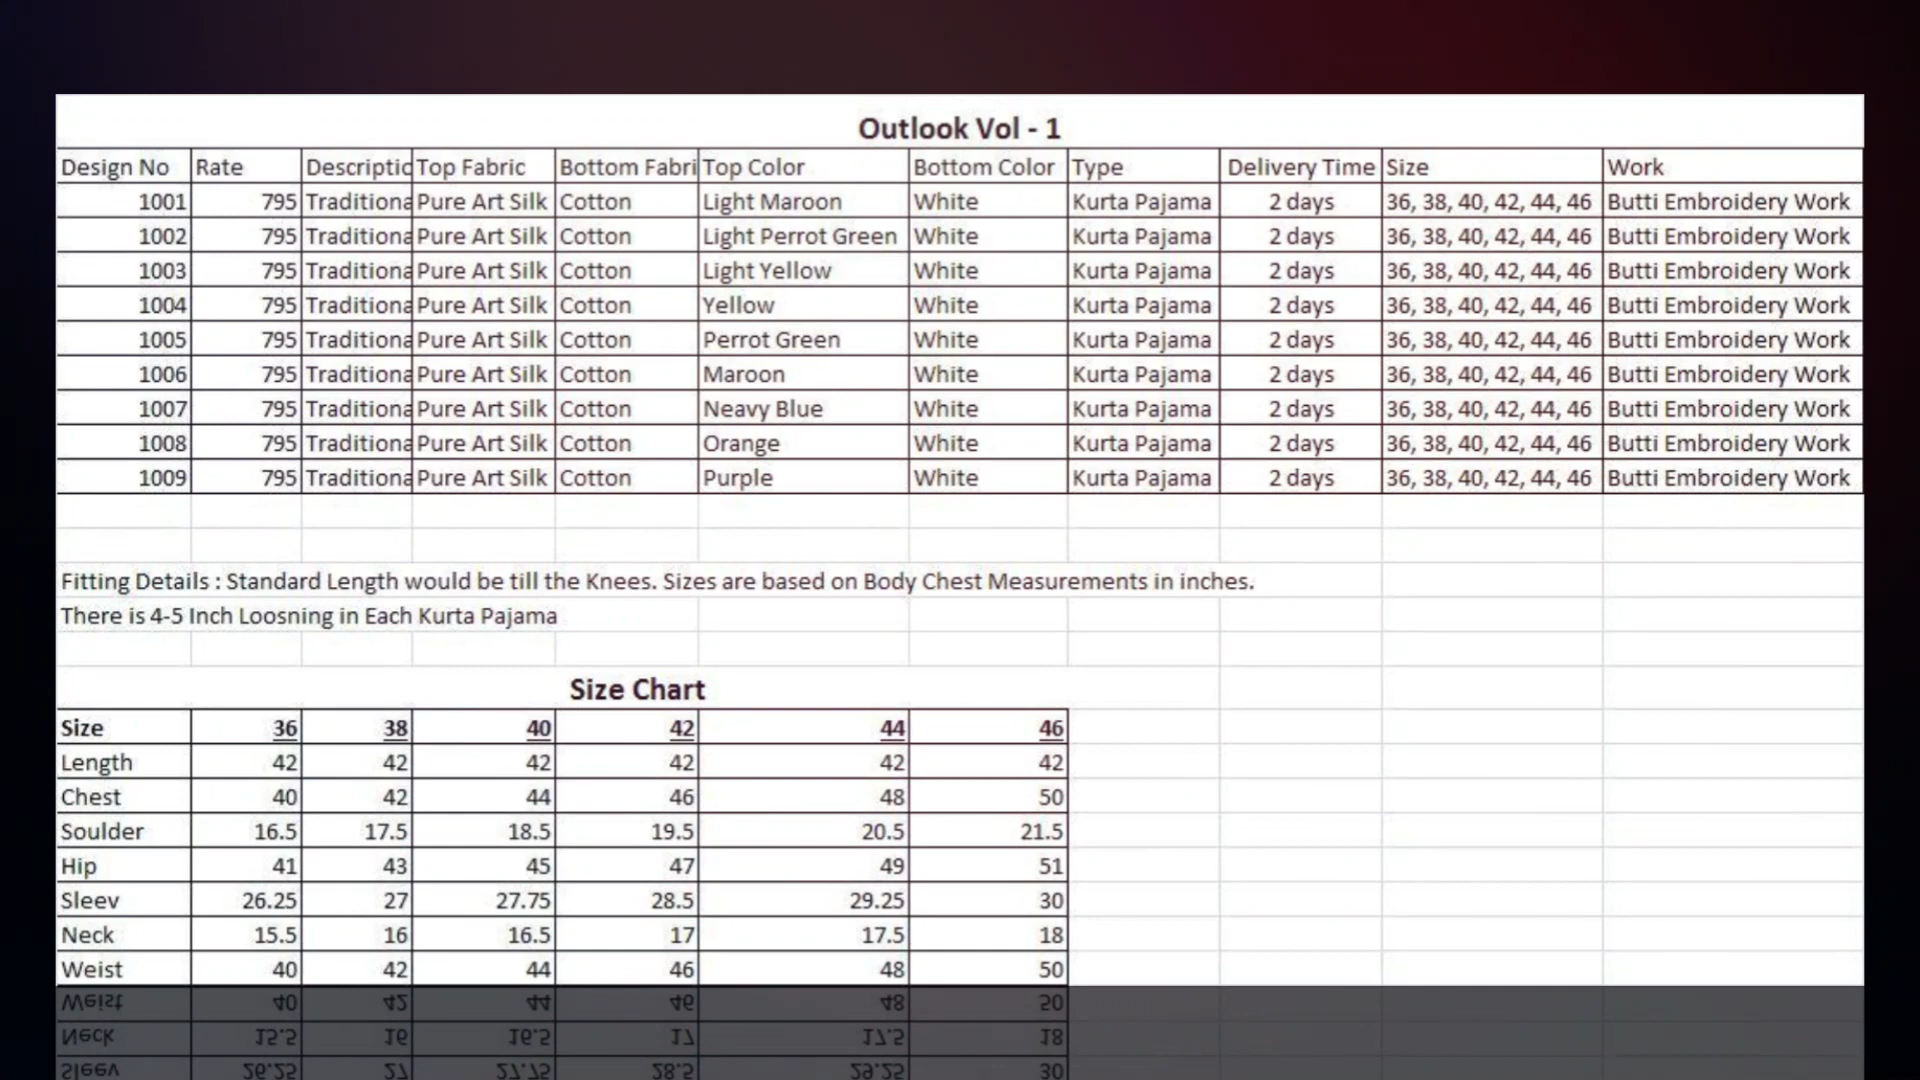 Outlook Vol - 1
Design No Rate Descriptio Top Fabric Bottom Fabri Top Color Bottom Color Type Delivery Time Size Work
1001 795 Traditiona Pure Art Silk Cotton Light Maroon White Kurta Pajama 2 days 36, 38, 40, 42, 44, 46 Butti Embroidery Work
1002 795 Traditiona Pure Art Silk Cotton Light Perrot Green White Kurta Pajama 2 days 36, 38, 40, 42, 44, 46 Butti Embroidery Work
1003 795 Traditiona Pure Art Silk Cotton Light Yellow White Kurta Pajama 2 days 36, 38, 40, 42, 44, 46 Butti Embroidery Work
1004 795 Traditiona Pure Art Silk Cotton Yellow White Kurta Pajama 2 days 36, 38, 40, 42, 44, 46 Butti Embroidery Work
1005 795 Traditiona Pure Art Silk Cotton Perrot Green White Kurta Pajama 2 days 36, 38, 40, 42, 44, 46 Butti Embroidery Work
1006 795 Traditiona Pure Art Silk Cotton Maroon White Kurta Pajama 2 days 36, 38, 40, 42, 44, 46 Butti Embroidery Work
1007 795 Traditiona Pure Art Silk Cotton Neavy Blue White Kurta Pajama 2 days 36, 38, 40, 42, 44, 46 Butti Embroidery Work
1008 795 Traditiona Pure Art Silk Cotton Orange White Kurta Pajama 2 days 36, 38, 40, 42, 44, 46 Butti Embroidery Work
1009 795 Traditiona Pure Art Silk Cotton Purple White Kurta Pajama 2 days 36, 38, 40, 42, 44, 46 Butti Embroidery Work
Fitting Details : Standard Length would be till the Knees. Sizes are based on Body Chest Measurements in inches.
There is 4-5 Inch Loosning in Each Kurta Pajama
Size Chart
Size 36 38 40 42 44 46
Length 42 42 42 42 42 42
Chest 40 42 44 46 48 50
Soulder 16.5 17.5 18.5 19.5 20.5 21.5
Hip 41 43 45 47 49 51
Sleev 26.25 27 27.75 28.5 29.25 30
Neck 15.5 16 16.5 17 17.5 18
Weist 40 42 44 46 48 50